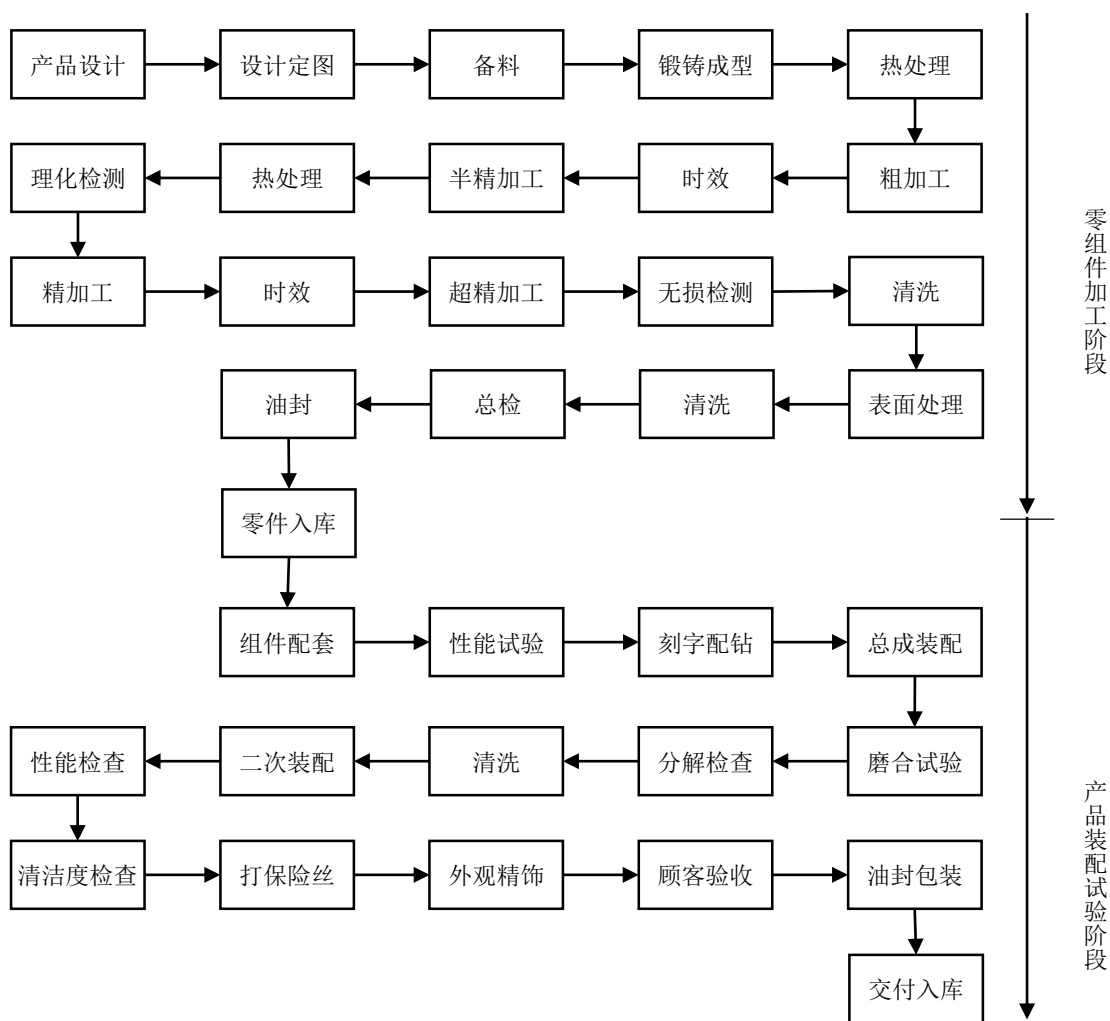 产品设计
设计定图
备料
锻铸成型
热处理
粗加工
时效
半精加工
热处理
理化检测
精加工
时效
超精加工
无损检测
清洗
表面处理
清洗
总检
油封
零件入库
零组件加工阶段
组件配套
性能试验
刻字配钻
总成装配
磨合试验
分解检查
清洗
二次装配
性能检查
清洁度检查
打保险丝
外观精饰
顾客验收
油封包装
交付入库
产品装配试验阶段